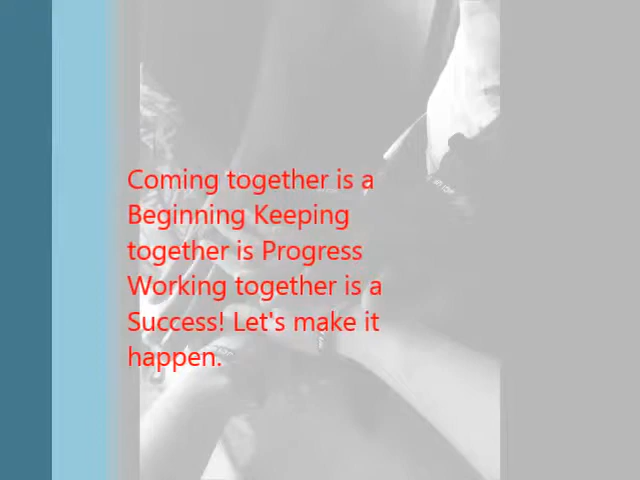 Coming together is a
Beginning Keeping
together is Progress
Working together is a
Success! Let's make it
happen.